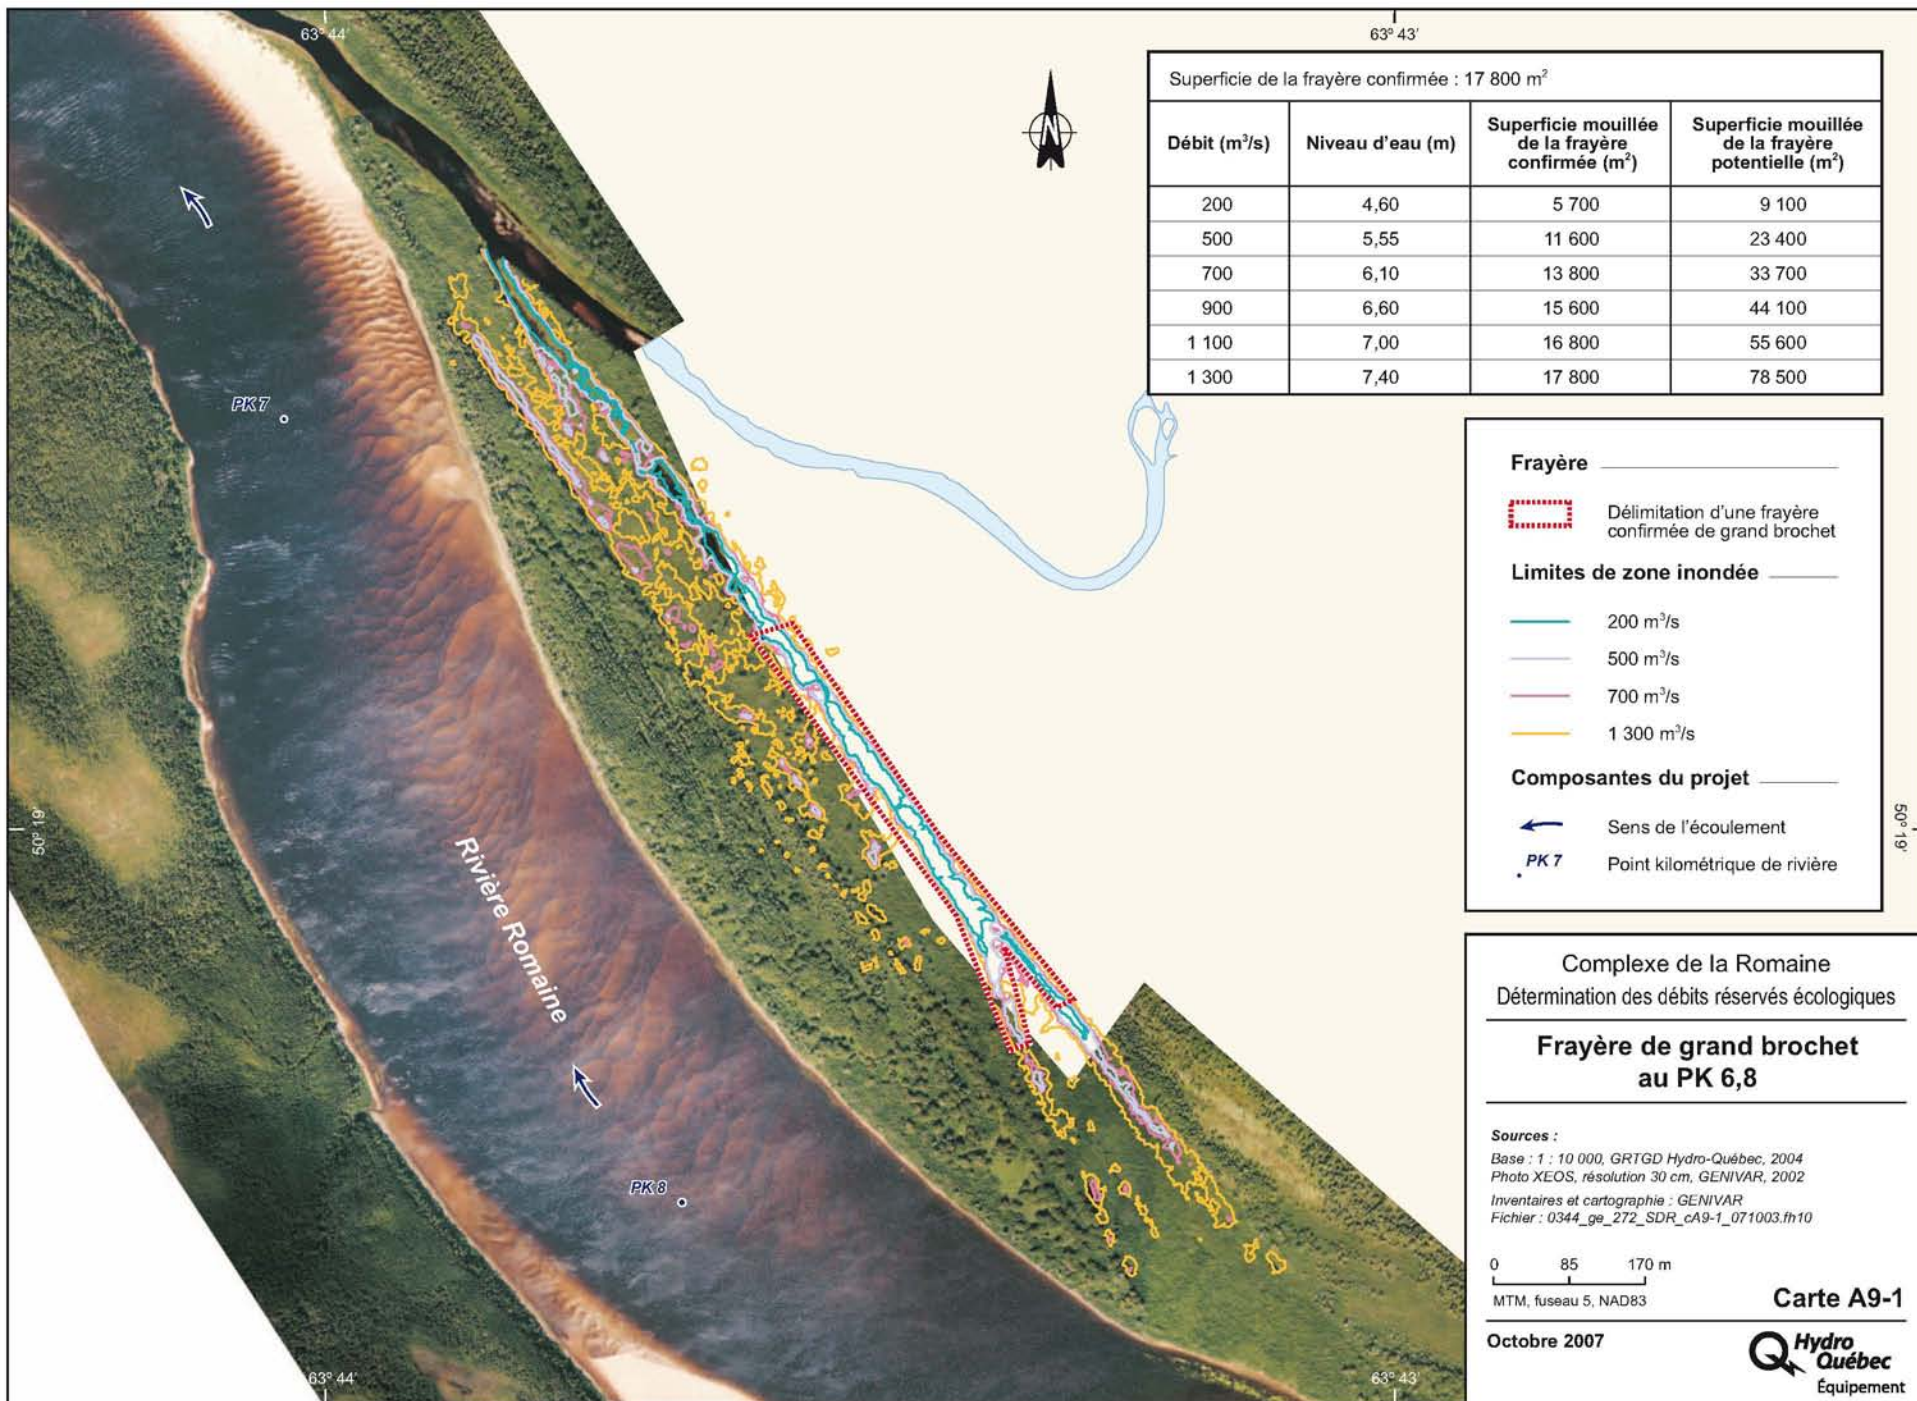 63° 44'
63° 43'
Superficie de la frayère confirmée : 17 800 m²
Débit (m³/s)
Niveau d'eau (m)
Superficie mouillée
de la frayère
confirmée (m²)
Superficie mouillée
de la frayère
potentielle (m²)
200 4,60 5 700 9 100
500 5,55 11 600 23 400
700 6,10 13 800 33 700
900 6,60 15 600 44 100
1 100 7,00 16 800 55 600
1 300 7,40 17 800 78 500
N
PK 7
Rivière Romaine
PK 8
50° 19'
50° 19'
63° 44'
63° 43'
Frayère
Délimitation d'une frayère
confirmée de grand brochet
Limites de zone inondée
200 m³/s
500 m³/s
700 m³/s
1 300 m³/s
Composantes du projet
Sens de l'écoulement
PK 7 Point kilométrique de rivière
Complexe de la Romaine
Détermination des débits réservés écologiques
Frayère de grand brochet
au PK 6,8
Sources :
Base : 1 : 10 000, GRTGD Hydro-Québec, 2004
Photo XEOS, résolution 30 cm, GENIVAR, 2002
Inventaires et cartographie : GENIVAR
Fichier : 0344_ge_272_SDR_cA9-1_071003.fh10
0 85 170 m
MTM, fuseau 5, NAD83
Carte A9-1
Octobre 2007
Hydro
Québec
Équipement